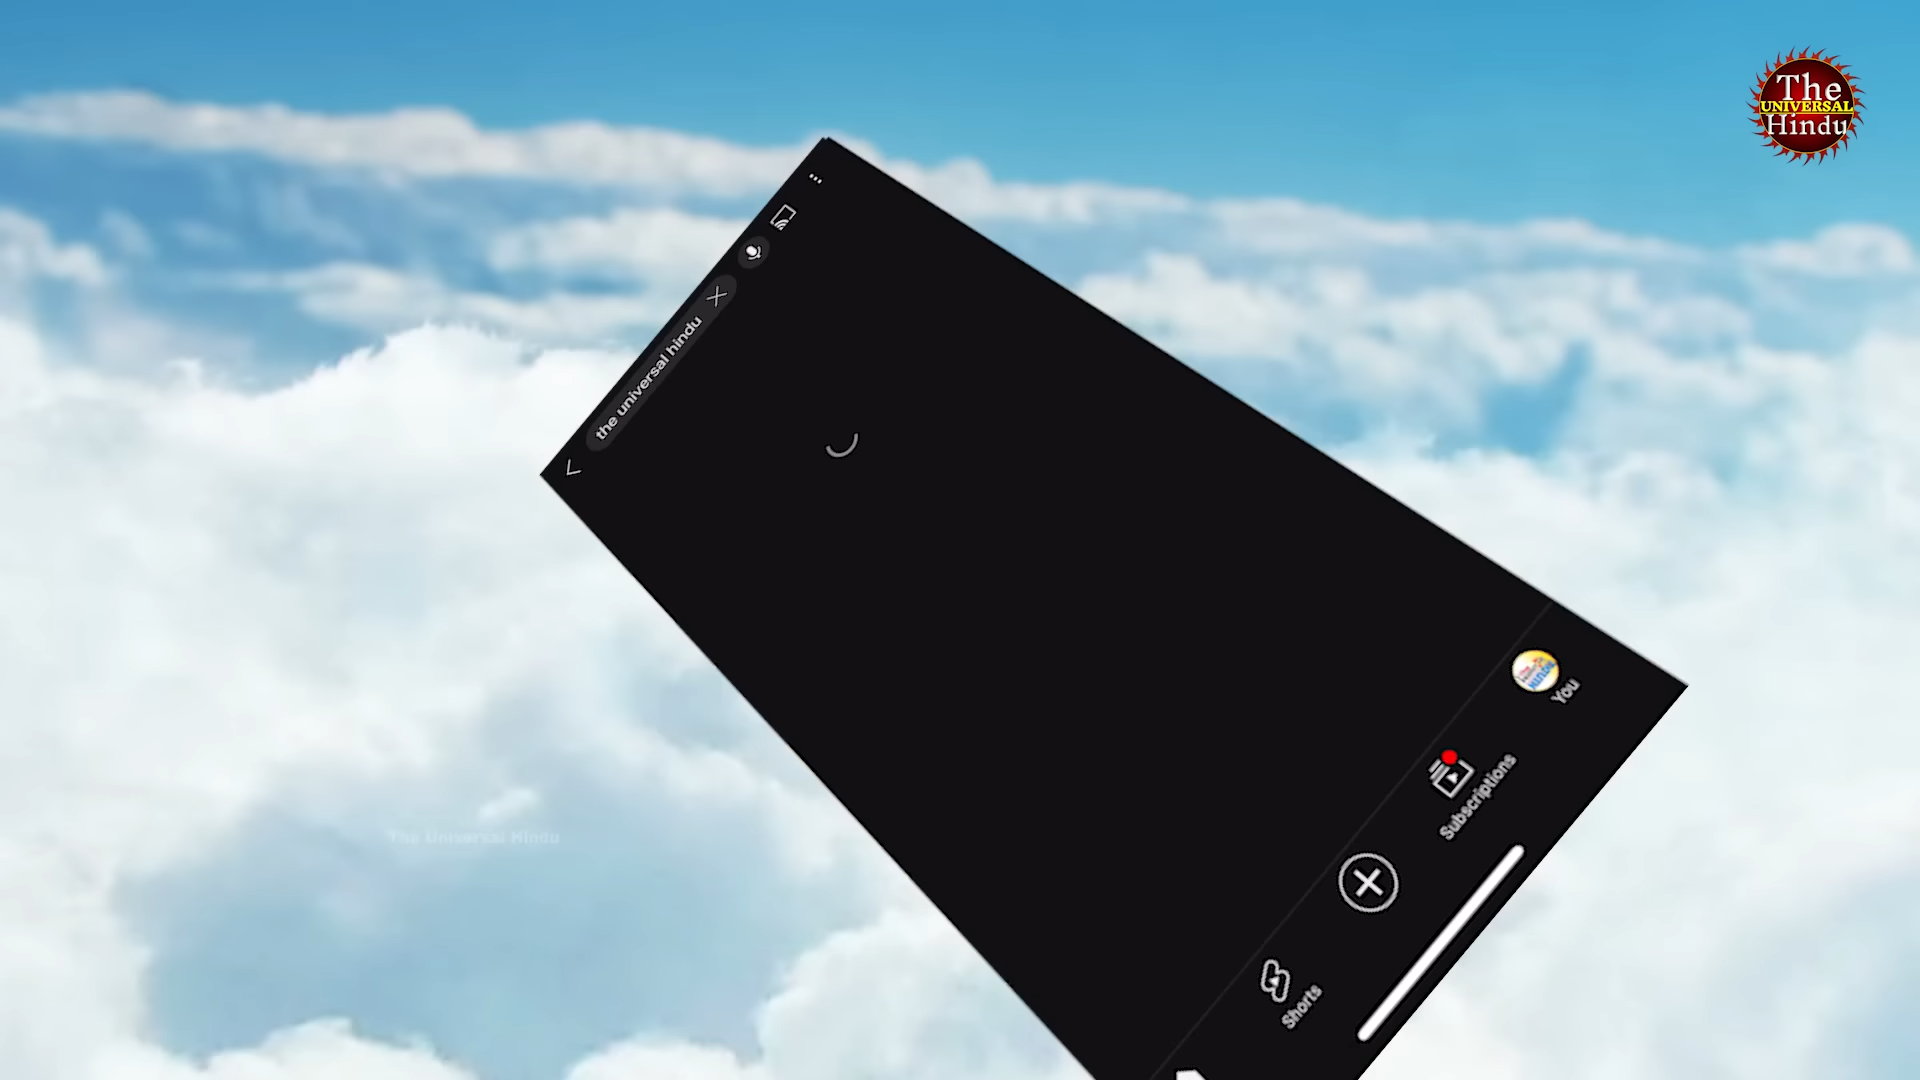 The
UNIVERSAL
Hindu
the universal hindu
You
Subscriptions
Shorts
The Universal Hindu